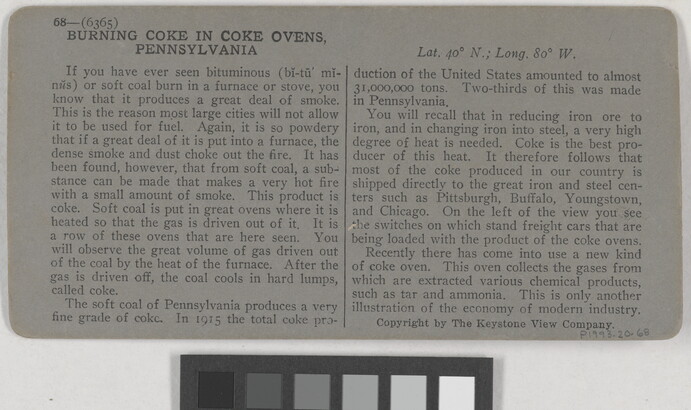 68—(6365)
BURNING COKE IN COKE OVENS,
PENNSYLVANIA
Lat. 40° N.; Long. 80° W.
If you have ever seen bituminous (bĭ-tū′ mĭ-
nŭs) or soft coal burn in a furnace or stove, you
know that it produces a great deal of smoke.
This is the reason most large cities will not allow
it to be used for fuel. Again, it is so powdery
that if a great deal of it is put into a furnace, the
dense smoke and dust choke out the fire. It has
been found, however, that from soft coal, a sub-
stance can be made that makes a very hot fire
with a small amount of smoke. This product is
coke. Soft coal is put in great ovens where it is
heated so that the gas is driven out of it. It is
a row of these ovens that are here seen. You
will observe the great volume of gas driven out
of the coal by the heat of the furnace. After the
gas is driven off, the coal cools in hard lumps,
called coke.
The soft coal of Pennsylvania produces a very
fine grade of coke. In 1915 the total coke pro-
duction of the United States amounted to almost
31,000,000 tons. Two-thirds of this was made
in Pennsylvania.
You will recall that in reducing iron ore to
iron, and in changing iron into steel, a very high
degree of heat is needed. Coke is the best pro-
ducer of this heat. It therefore follows that
most of the coke produced in our country is
shipped directly to the great iron and steel cen-
ters such as Pittsburgh, Buffalo, Youngstown,
and Chicago. On the left of the view you see
the switches on which stand freight cars that are
being loaded with the product of the coke ovens.
Recently there has come into use a new kind
of coke oven. This oven collects the gases from
which are extracted various chemical products,
such as tar and ammonia. This is only another
illustration of the economy of modern industry.
Copyright by The Keystone View Company.
P1993.20.68